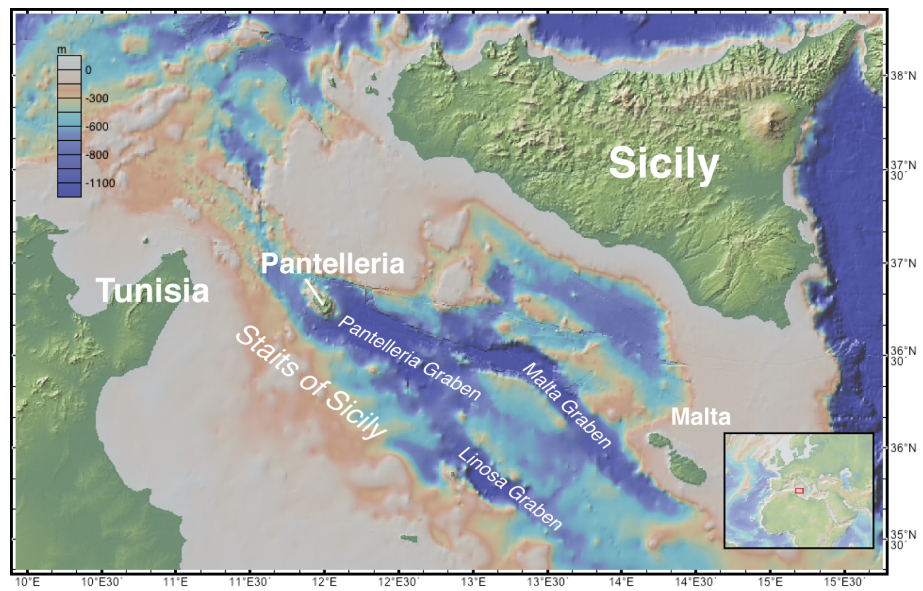 m
0
-300
-600
-800
-1100
Sicily
Pantelleria
Tunisia
Pantelleria Graben
Staits of Sicily
Malta Graben
Malta
Linosa Graben
38°N
37°N
30´
37°N
36°N
30´
36°N
35°N
30´
10°E
10°E30´
11°E
11°E30´
12°E
12°E30´
13°E
13°E30´
14°E
14°E30´
15°E
15°E30´